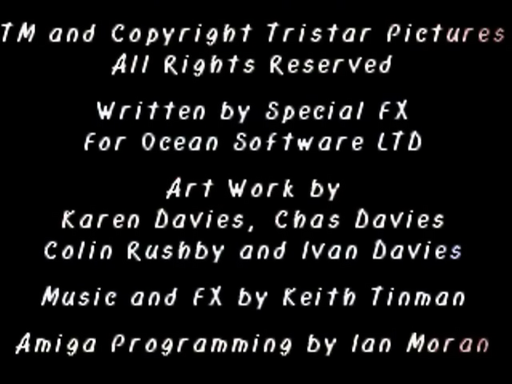 TM and Copyright Tristar Pictures
All Rights Reserved
Written by Special FX
For Ocean Software LTD
Art Work by
Karen Davies, Chas Davies
Colin Rushby and Ivan Davies
Music and FX by Keith Tinman
Amiga Programming by Ian Moran